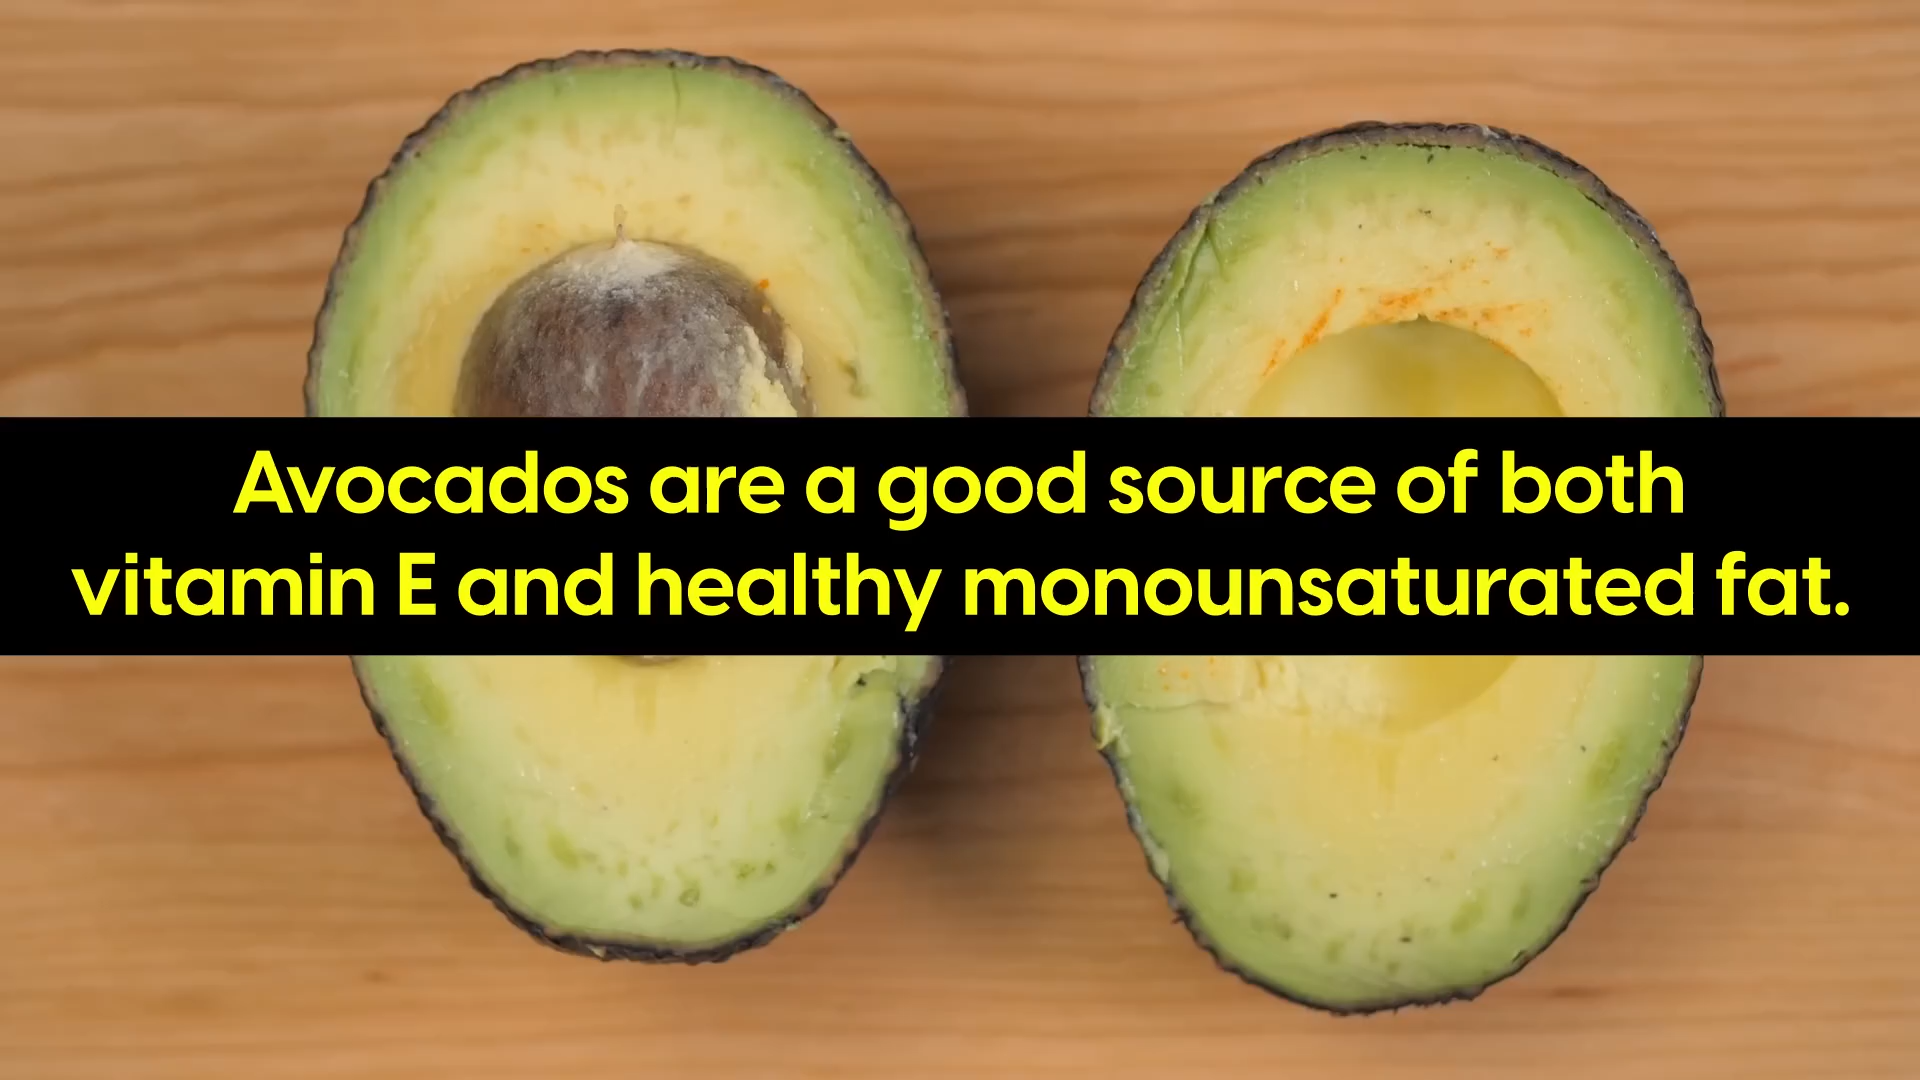 Avocados are a good source of both
vitamin E and healthy monounsaturated fat.